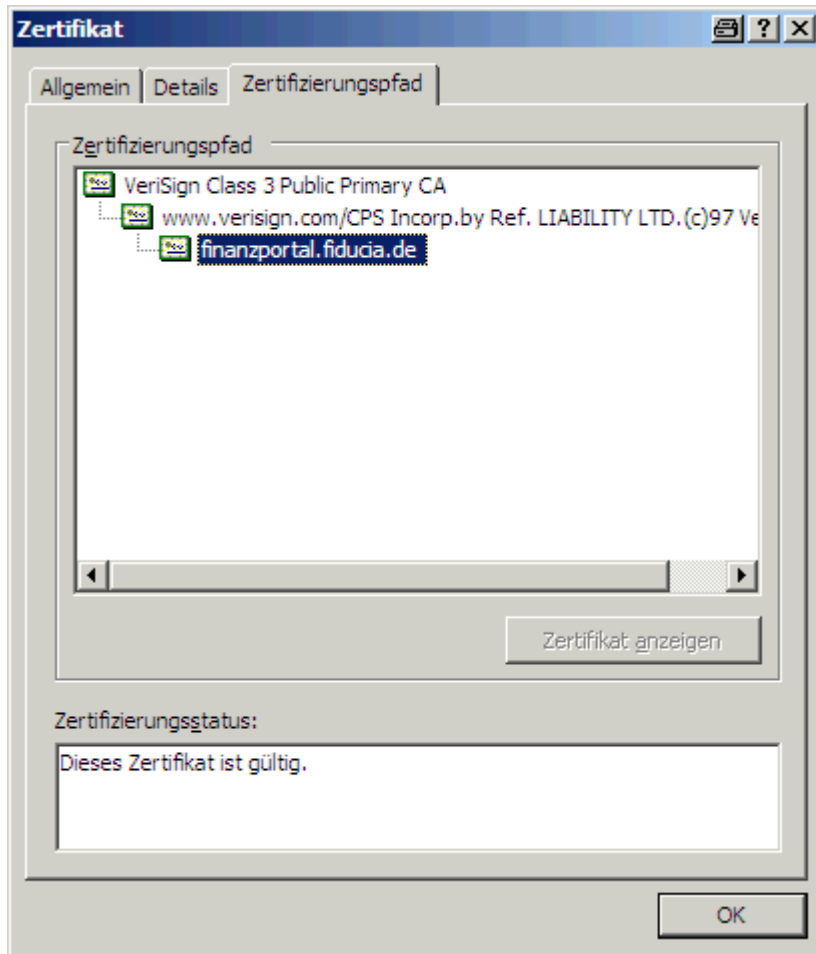 Zertifikat
Allgemein Details Zertifizierungspfad
Zertifizierungspfad
VeriSign Class 3 Public Primary CA
www.verisign.com/CPS Incorp.by Ref. LIABILITY LTD.(c)97 Ve
finanzportal.fiducia.de
Zertifikat anzeigen
Zertifizierungsstatus:
Dieses Zertifikat ist gültig.
OK